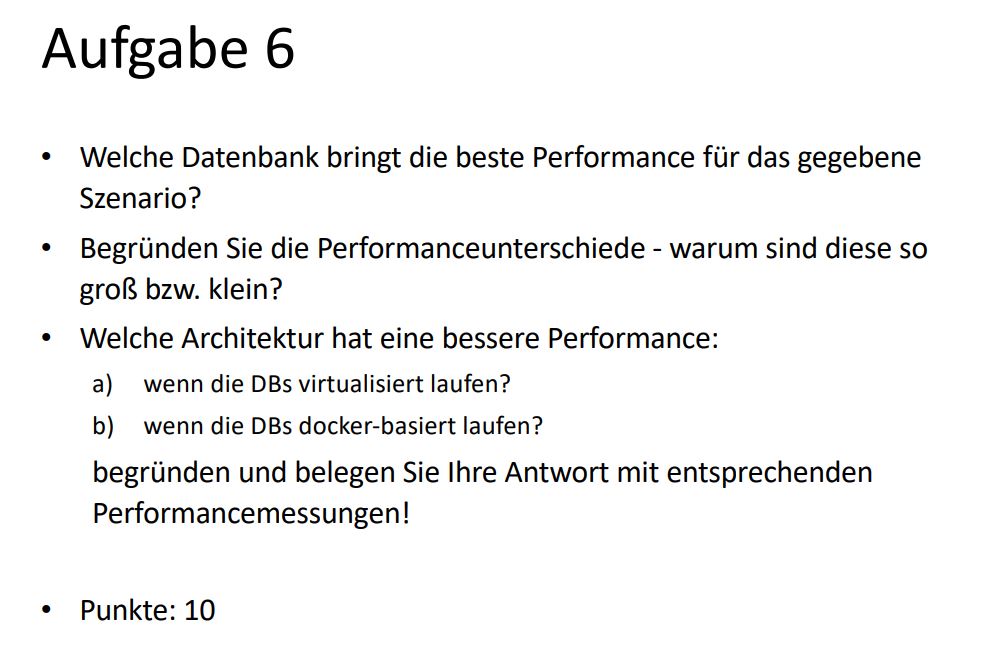 Aufgabe 6
• Welche Datenbank bringt die beste Performance für das gegebene
Szenario?
• Begründen Sie die Performanceunterschiede - warum sind diese so
groß bzw. klein?
• Welche Architektur hat eine bessere Performance:
a) wenn die DBs virtualisiert laufen?
b) wenn die DBs docker-basiert laufen?
begründen und belegen Sie Ihre Antwort mit entsprechenden
Performancemessungen!
• Punkte: 10